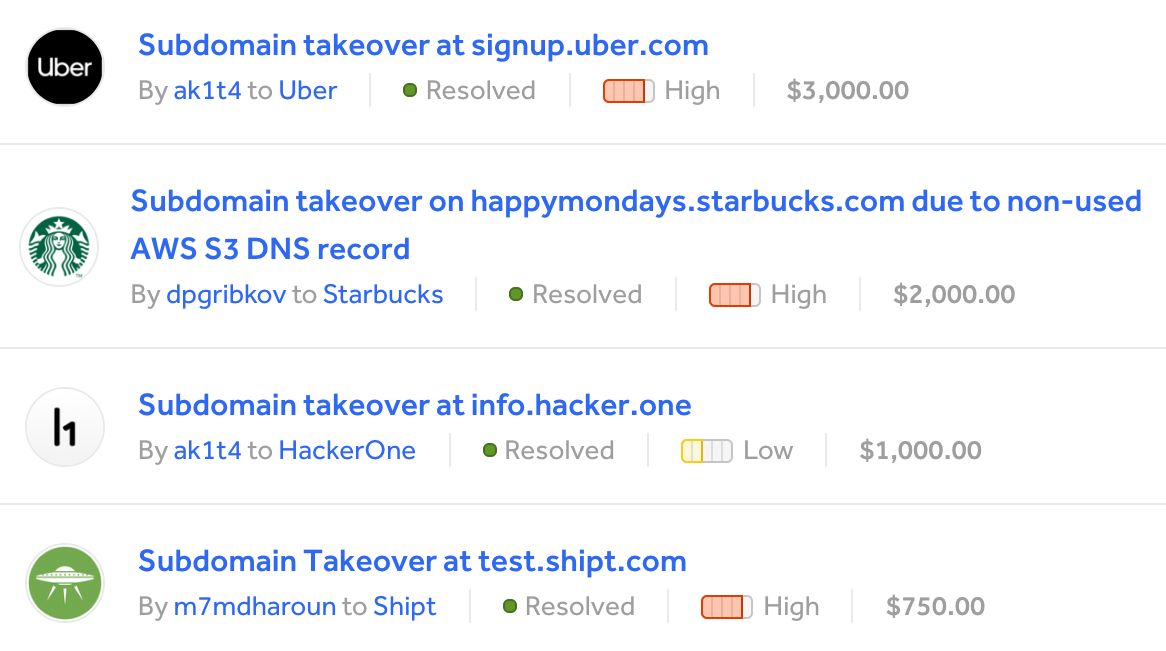 Uber
Subdomain takeover at signup.uber.com
By ak1t4 to Uber Resolved High $3,000.00
Subdomain takeover on happymondays.starbucks.com due to non-used
AWS S3 DNS record
By dpgribkov to Starbucks Resolved High $2,000.00
TM
h1
Subdomain takeover at info.hacker.one
By ak1t4 to HackerOne Resolved Low $1,000.00
Subdomain Takeover at test.shipt.com
By m7mdharoun to Shipt Resolved High $750.00